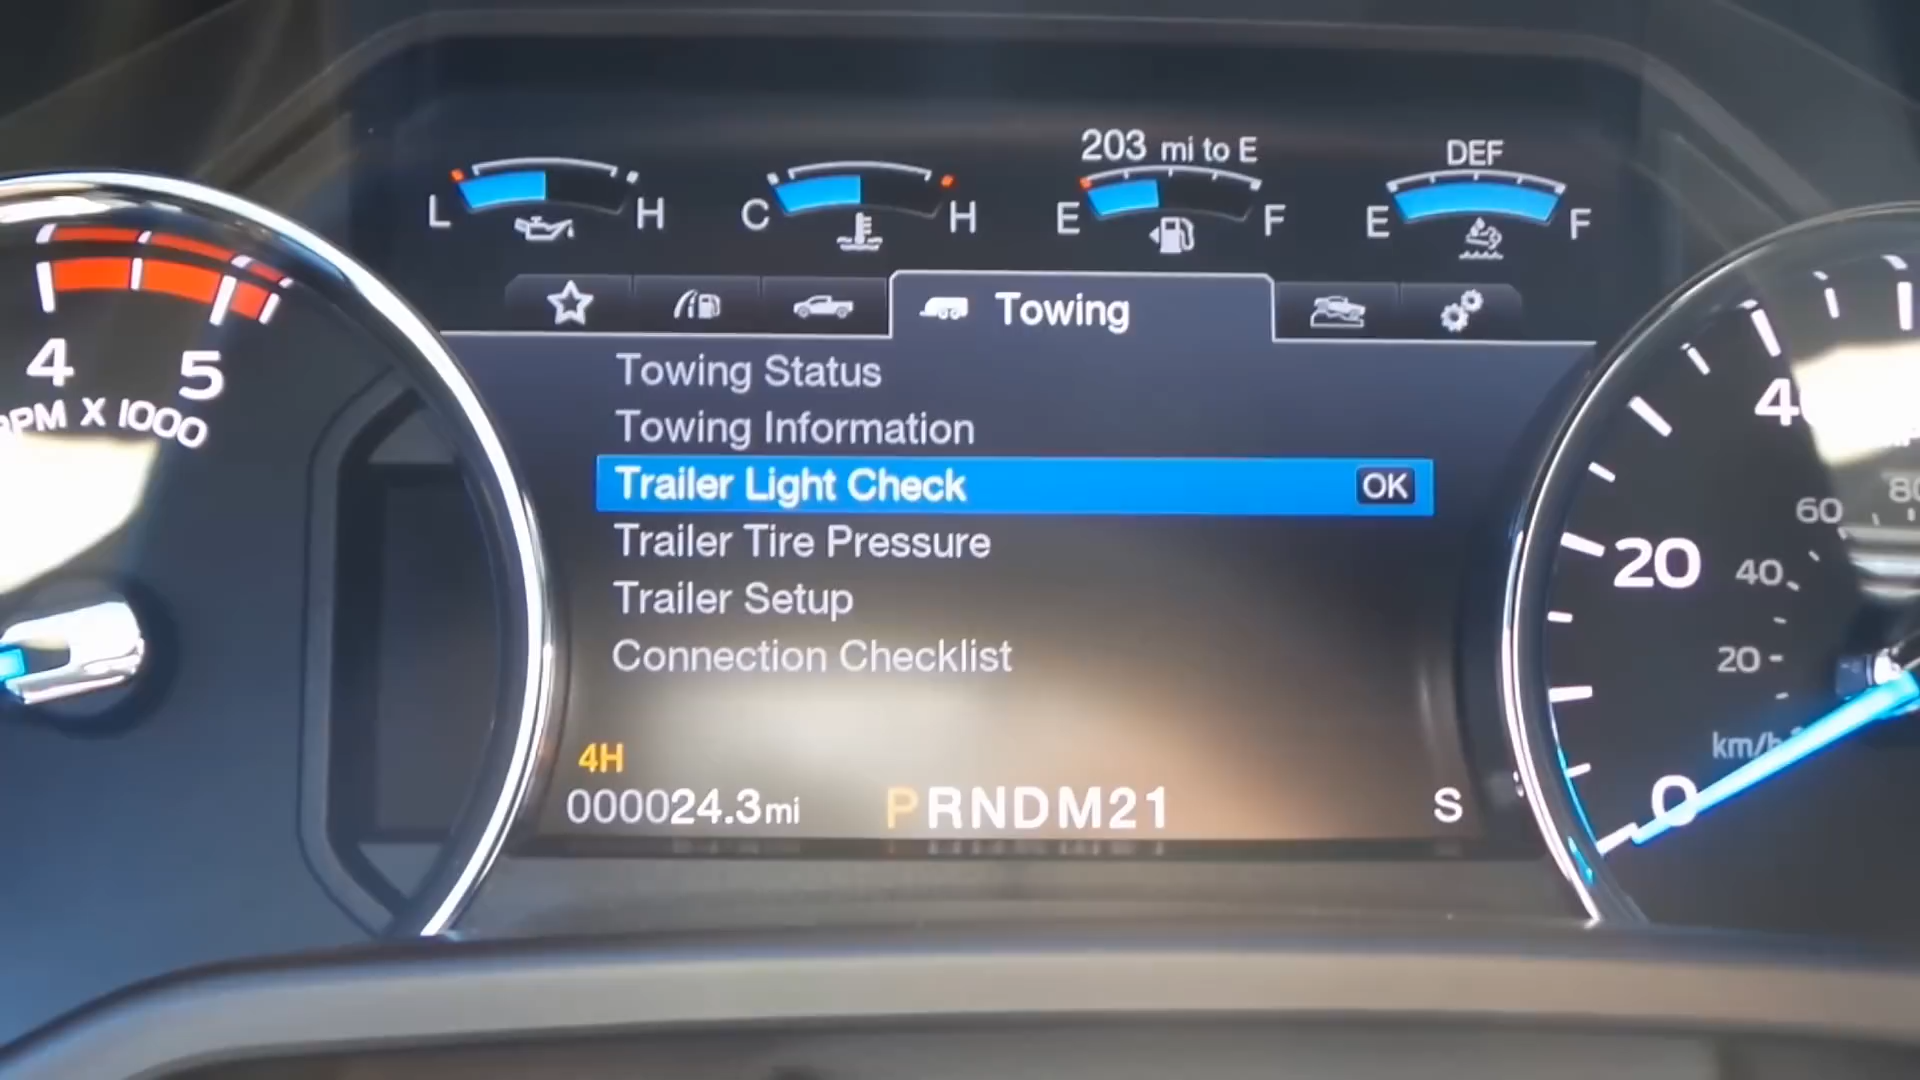 203 mi to E
DEF
L H
C H
E F
E F
Towing
Towing Status
Towing Information
Trailer Light Check OK
Trailer Tire Pressure
Trailer Setup
Connection Checklist
4H
000024.3mi
PRNDM21
S
4 5
RPM X 1000
0 20
20 40 60 80
km/h